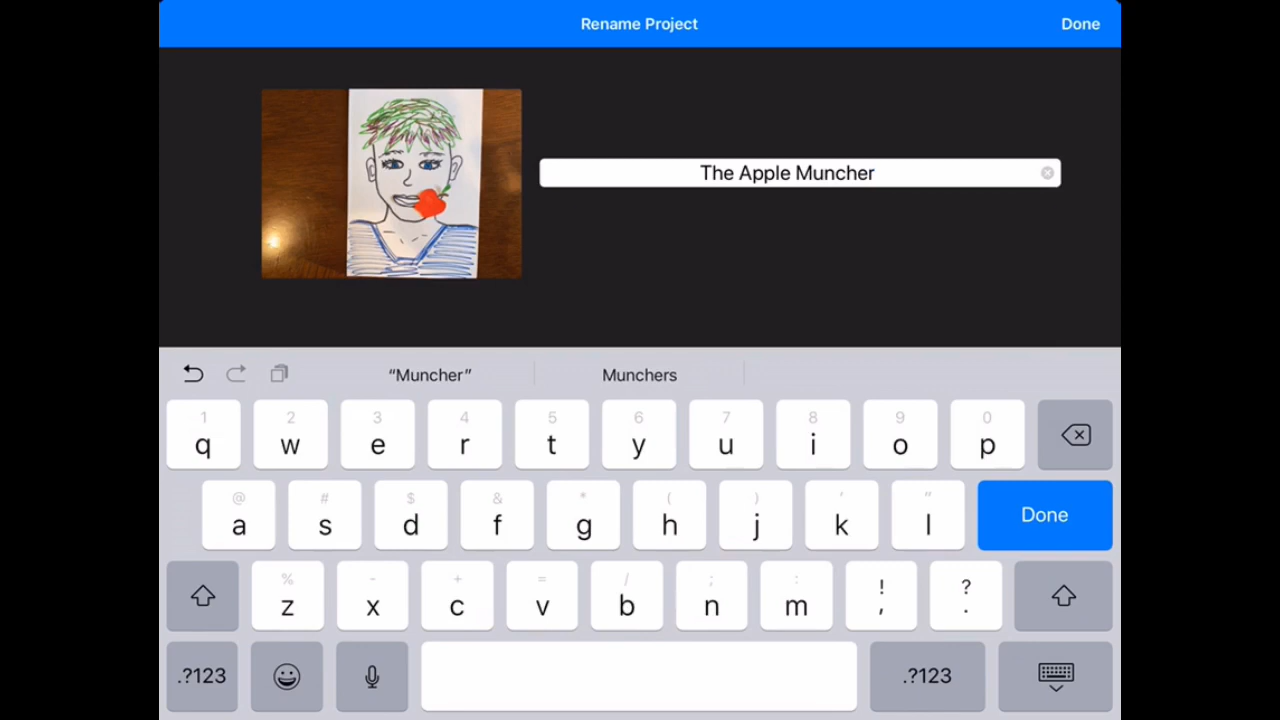 Rename Project Done
The Apple Muncher
“Muncher” Munchers
1 2 3 4 5 6 7 8 9 0
q w e r t y u i o p
@ # $ & * ( ) ' "
a s d f g h j k l Done
% - + = / ; : ! ?
z x c v b n m , .
.?123 .?123